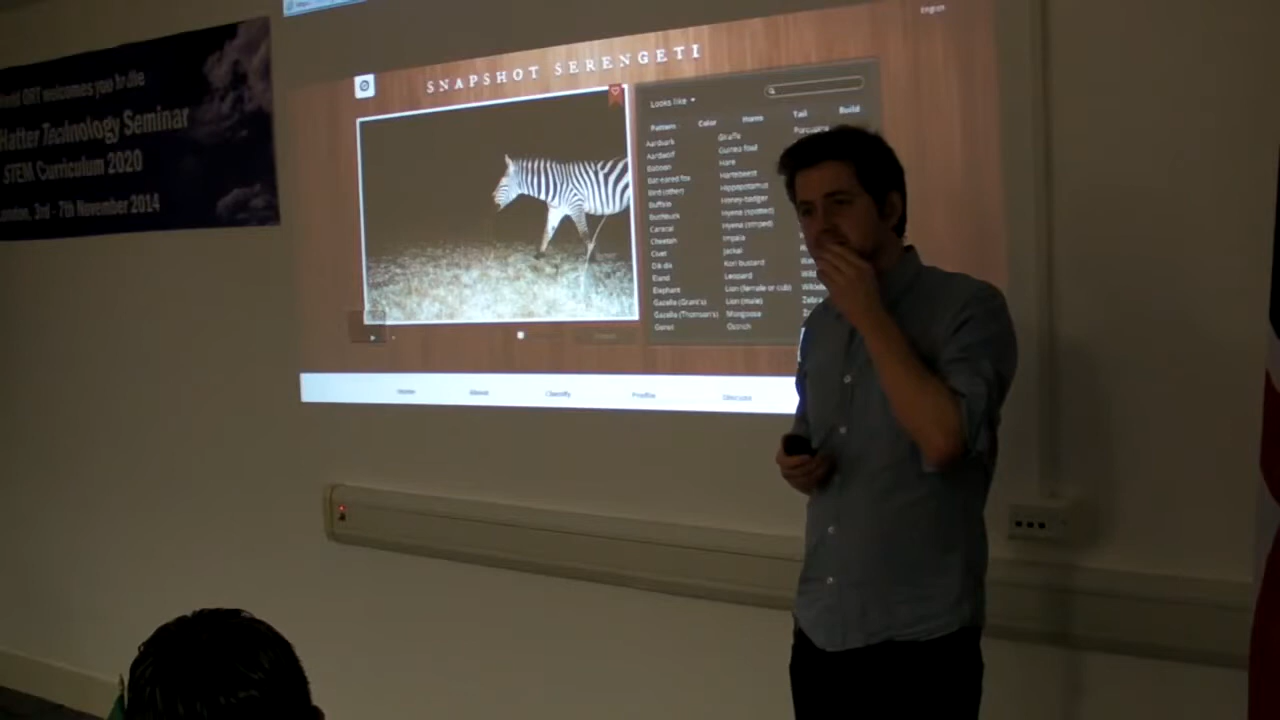 ORT welcomes you to the
Hatter Technology Seminar
STEM Curriculum 2020
London, 3rd - 7th November 2014
English
SNAPSHOT SERENGETI
Looks like
Pattern Color Horns Tail Build
Aardvark Giraffe Porcupine
Aardwolf Guinea fowl
Baboon Hare
Bat-eared fox Hartebeest
Bird (other) Hippopotamus
Buffalo Honey-badger
Bushbuck Hyena (spotted)
Caracal Hyena (striped)
Cheetah Impala
Civet Jackal
Dik dik Kori bustard
Eland Leopard
Elephant Lion (female or cub)
Gazelle (Grant's) Lion (male) Zebra
Gazelle (Thomson's) Mongoose
Genet Ostrich
Home About Classify Profile Discuss